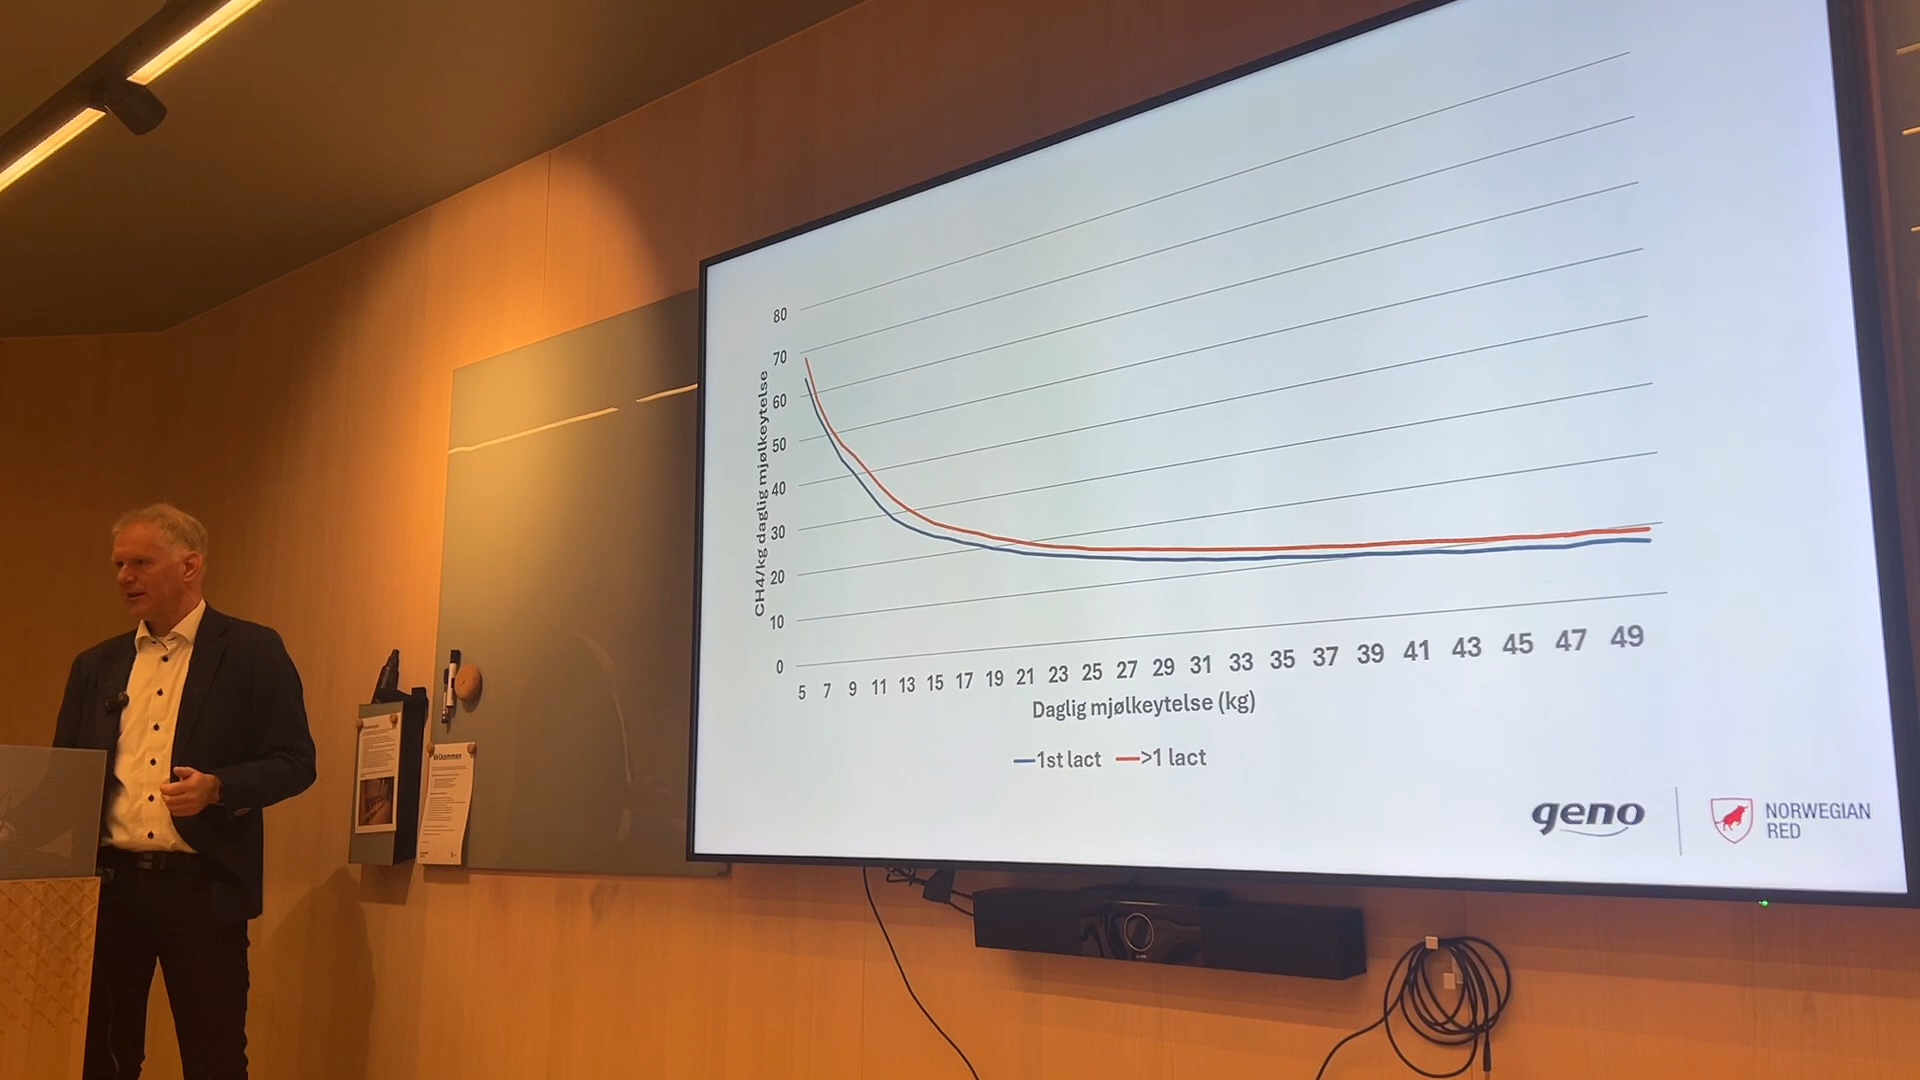 80
70
60
50
40
30
20
10
0
CH4/kg daglig mjølkeytelse
5 7 9 11 13 15 17 19 21 23 25 27 29 31 33 35 37 39 41 43 45 47 49
Daglig mjølkeytelse (kg)
1st lact >1 lact
geno
NORWEGIAN
RED
Velkommen